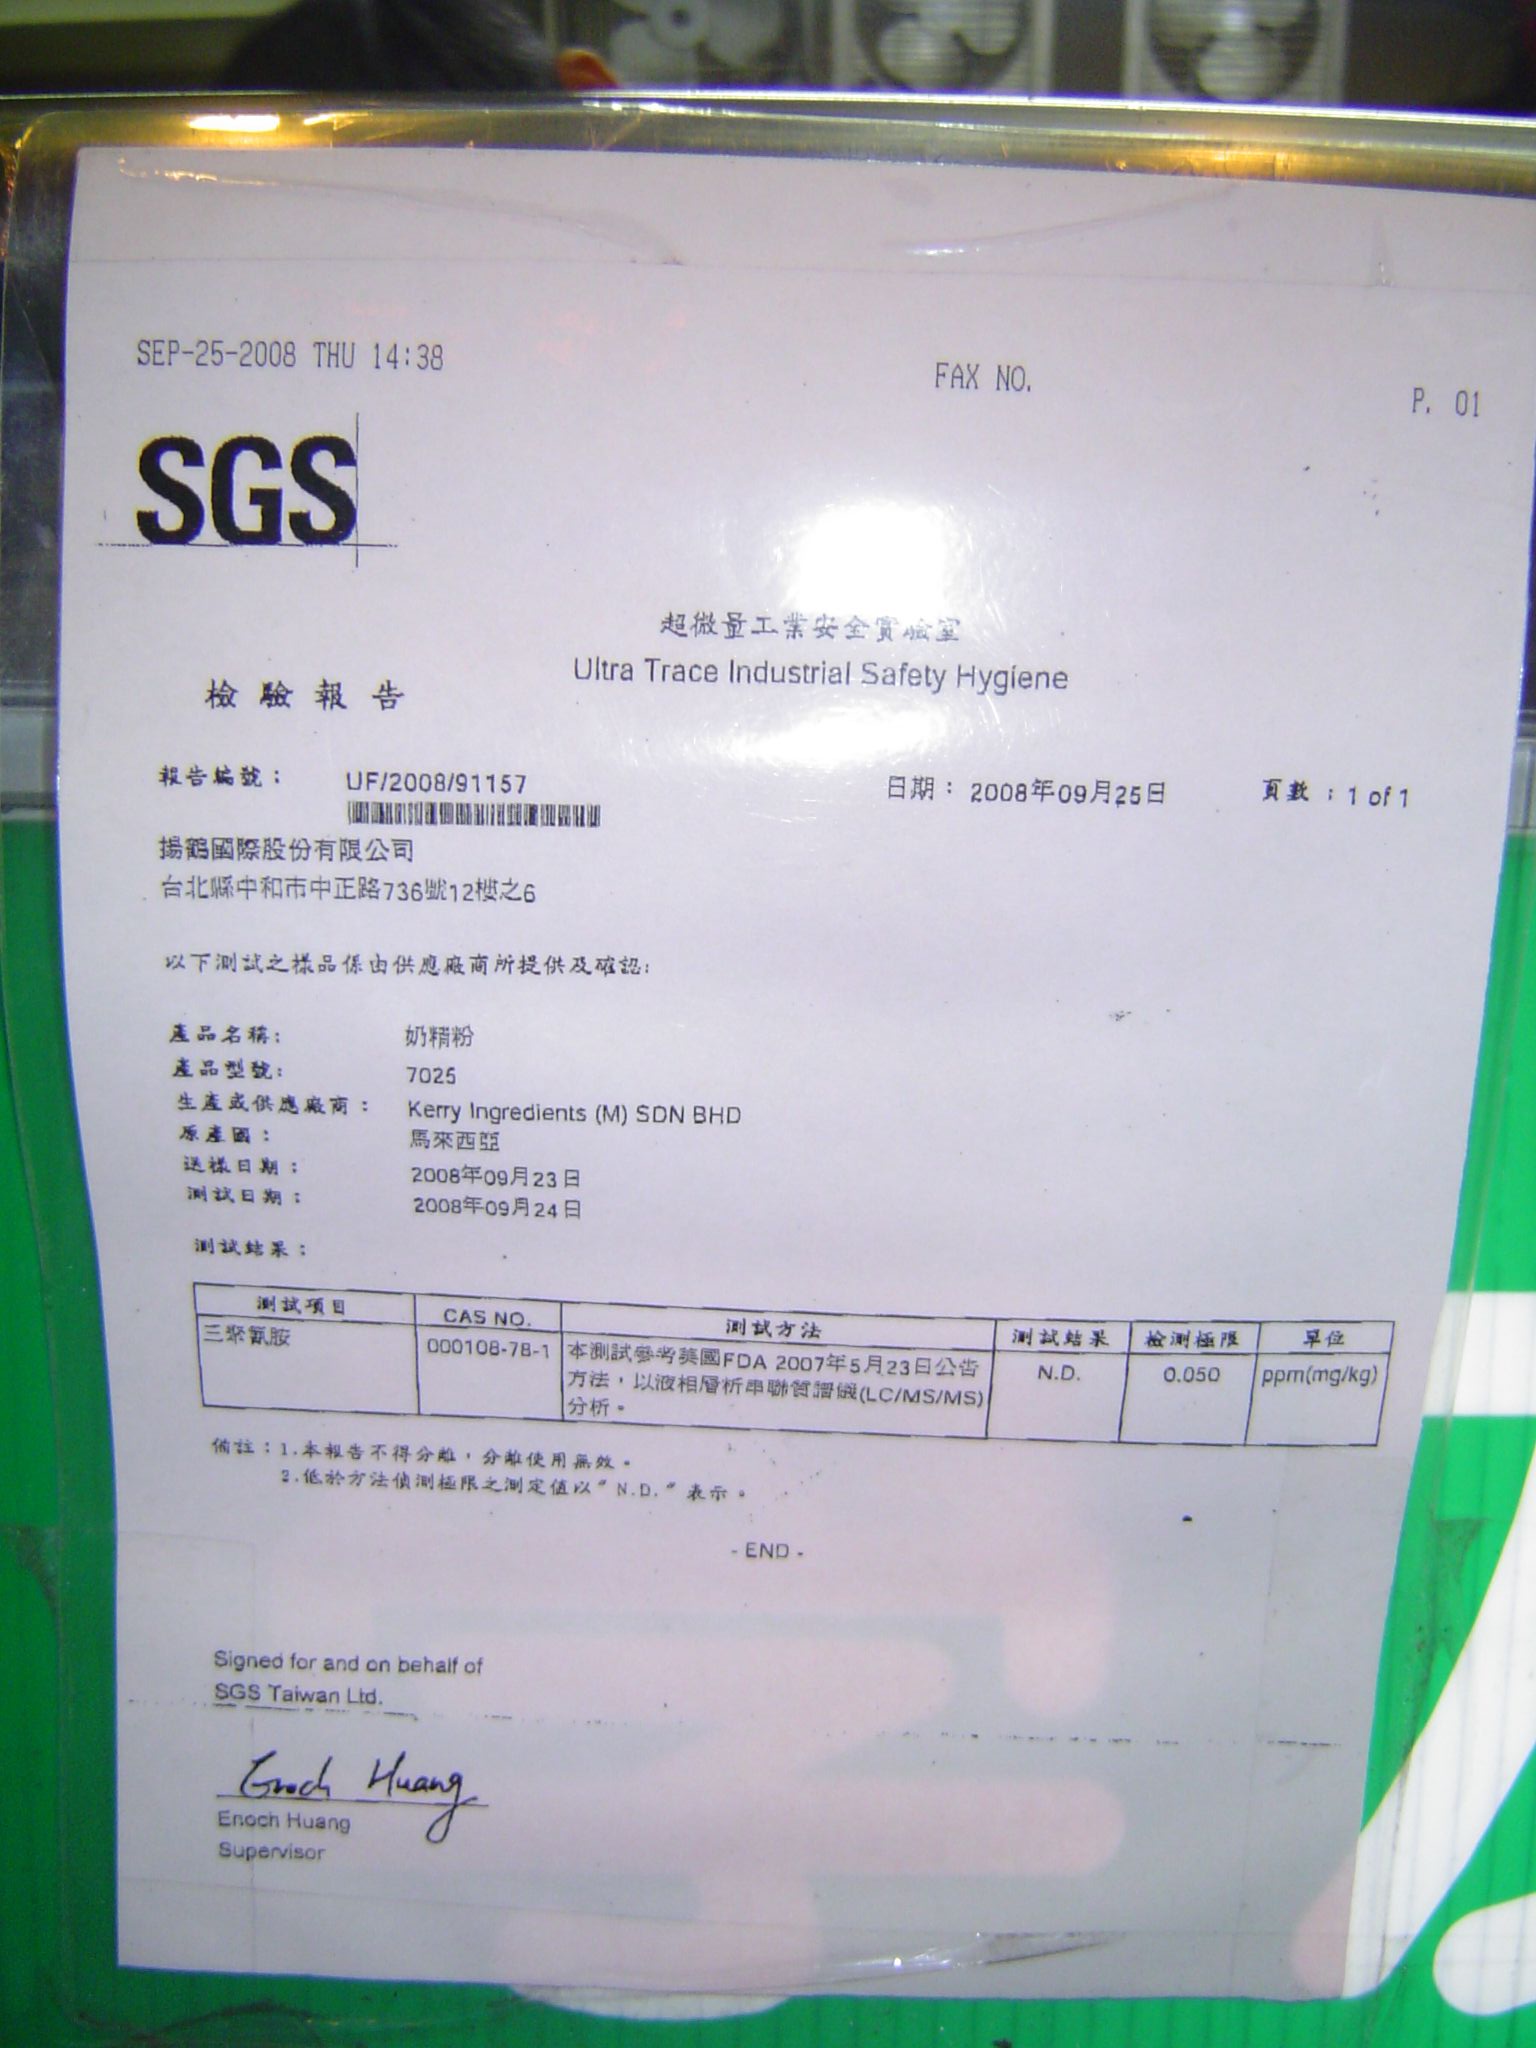 SEP-25-2008 THU 14:38 FAX NO. P. 01
SGS
超微量工業安全實驗室
Ultra Trace Industrial Safety Hygiene
檢驗報告
報告編號： UF/2008/91157 日期： 2008年09月25日 頁數：1 of 1
揚鶴國際股份有限公司
台北縣中和市中正路736號12樓之6
以下測試之樣品係由供應廠商所提供及確認:
產品名稱: 奶精粉
產品型號: 7025
生產或供應廠商： Kerry Ingredients (M) SDN BHD
原產國： 馬來西亞
送樣日期： 2008年09月23日
測試日期： 2008年09月24日
測試結果：
測試項目 CAS NO. 測試方法 測試結果 檢測極限 單位
三聚氰胺 000108-78-1 本測試參考美國FDA 2007年5月23日公告 N.D. 0.050 ppm(mg/kg)
方法，以液相層析串聯質譜儀(LC/MS/MS)
分析。
備註：1.本報告不得分離，分離使用無效。
2.低於方法偵測極限之測定值以"N.D."表示。
- END -
Signed for and on behalf of
SGS Taiwan Ltd.
Enoch Huang
Enoch Huang
Supervisor